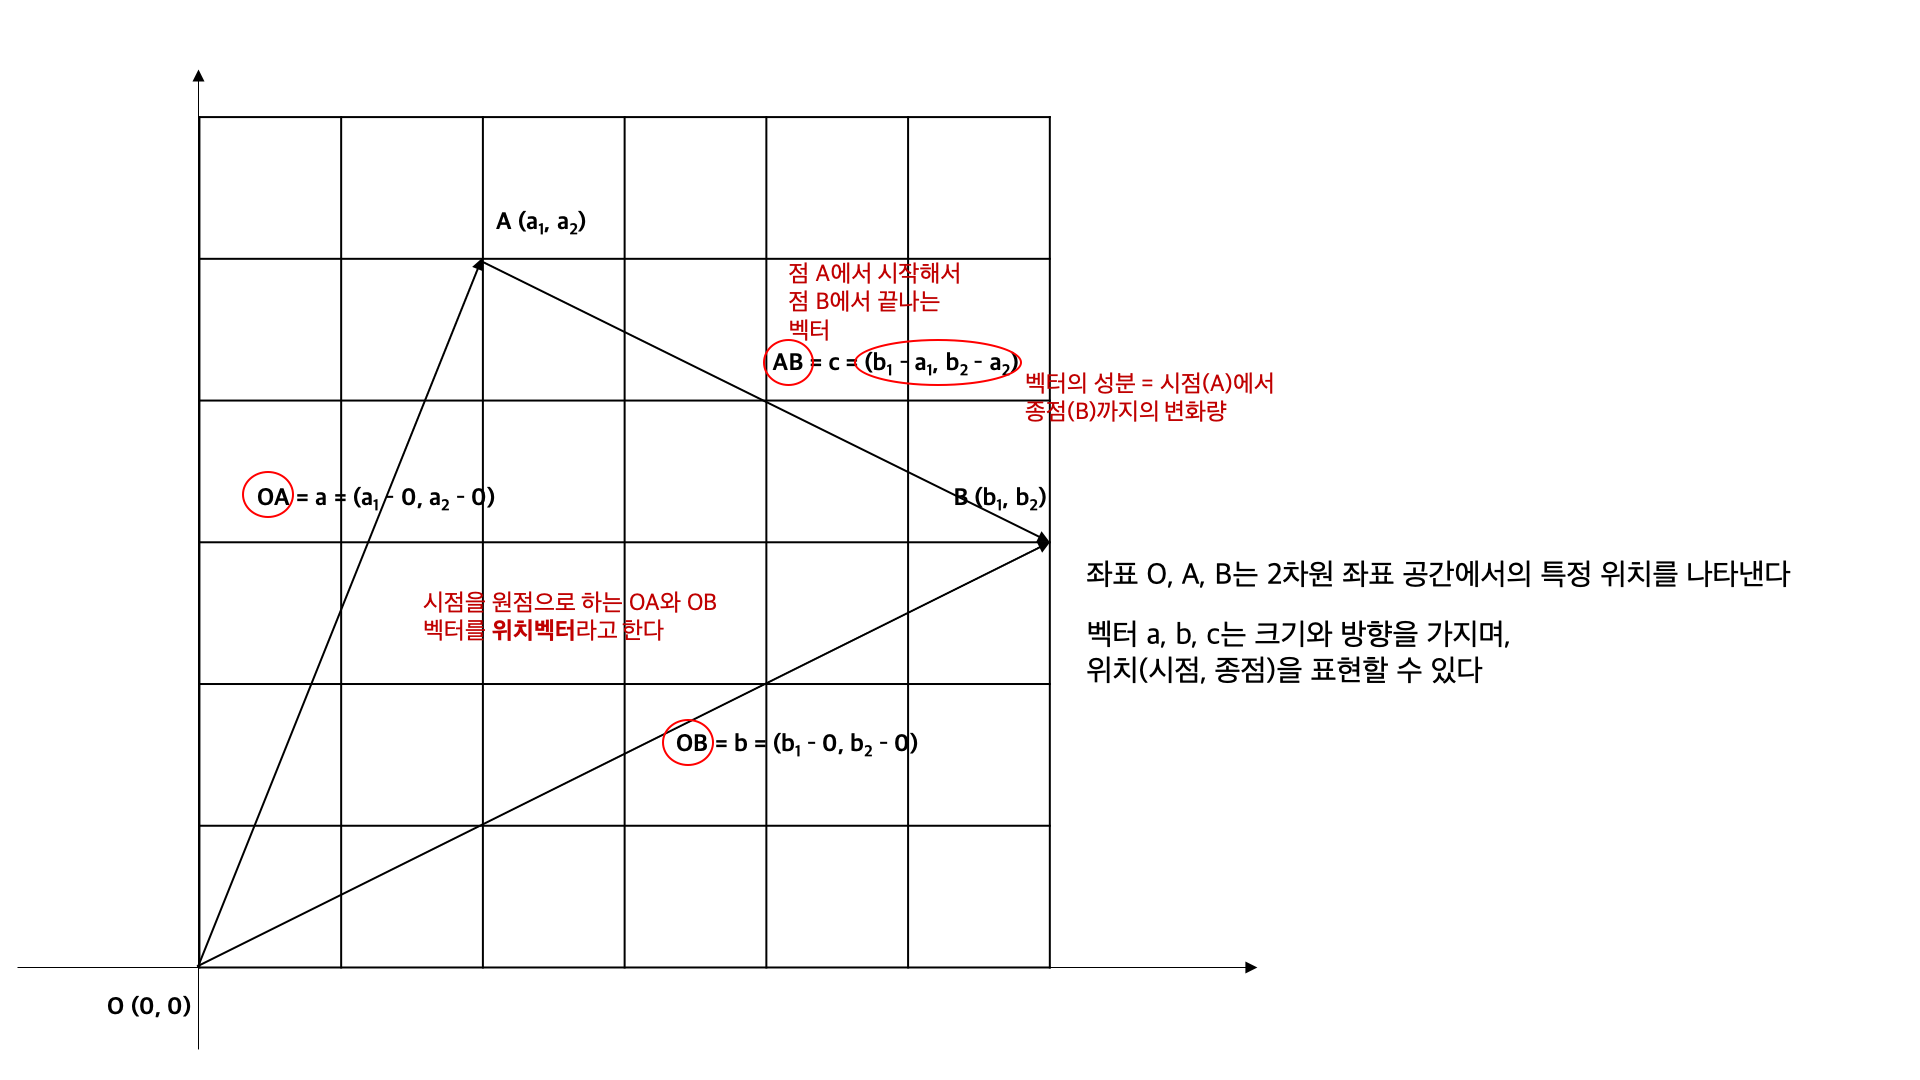 A (a₁, a₂)
점 A에서 시작해서
점 B에서 끝나는
벡터
AB = c = (b₁ - a₁, b₂ - a₂)
벡터의 성분 = 시점(A)에서
종점(B)까지의 변화량
OA = a = (a₁ - 0, a₂ - 0)
B (b₁, b₂)
좌표 O, A, B는 2차원 좌표 공간에서의 특정 위치를 나타낸다
시점을 원점으로 하는 OA와 OB
벡터를 위치벡터라고 한다
벡터 a, b, c는 크기와 방향을 가지며,
위치(시점, 종점)을 표현할 수 있다
OB = b = (b₁ - 0, b₂ - 0)
O (0, 0)